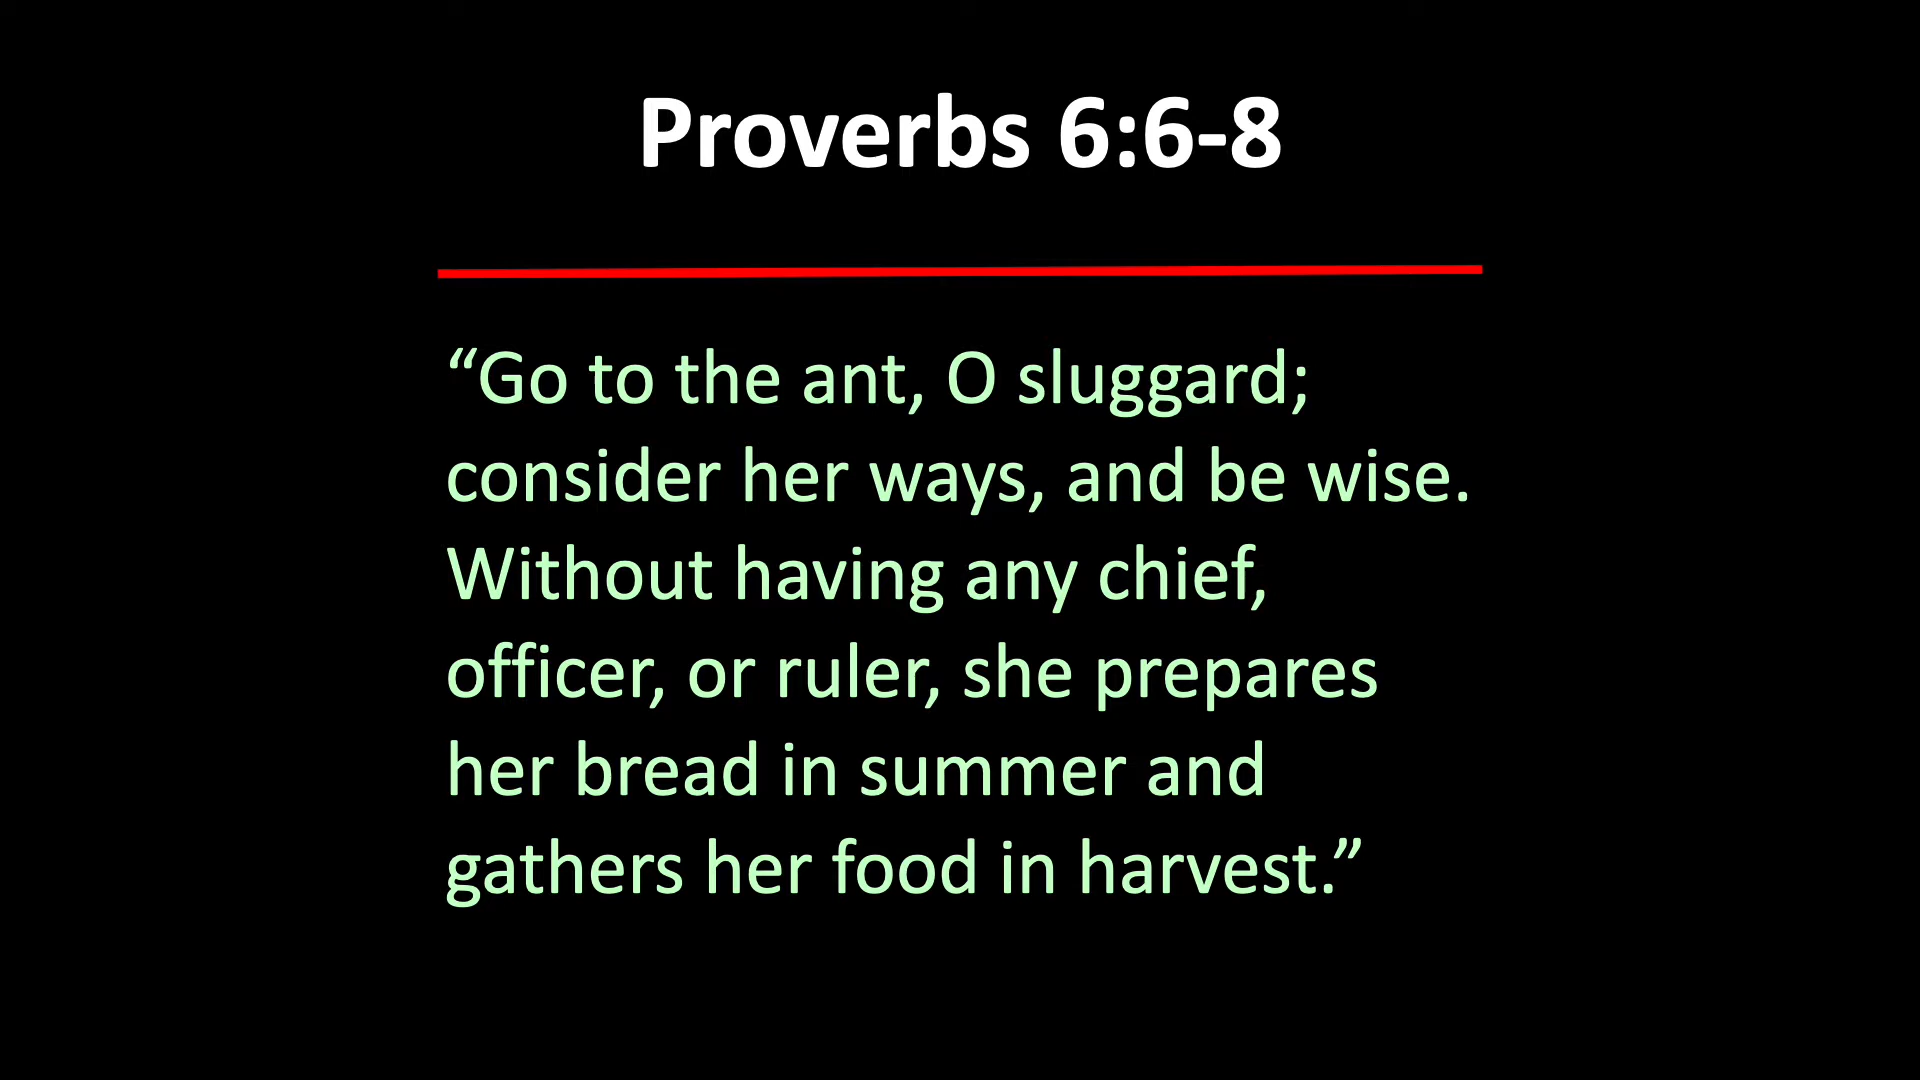 Proverbs 6:6-8
“Go to the ant, O sluggard;
consider her ways, and be wise.
Without having any chief,
officer, or ruler, she prepares
her bread in summer and
gathers her food in harvest.”